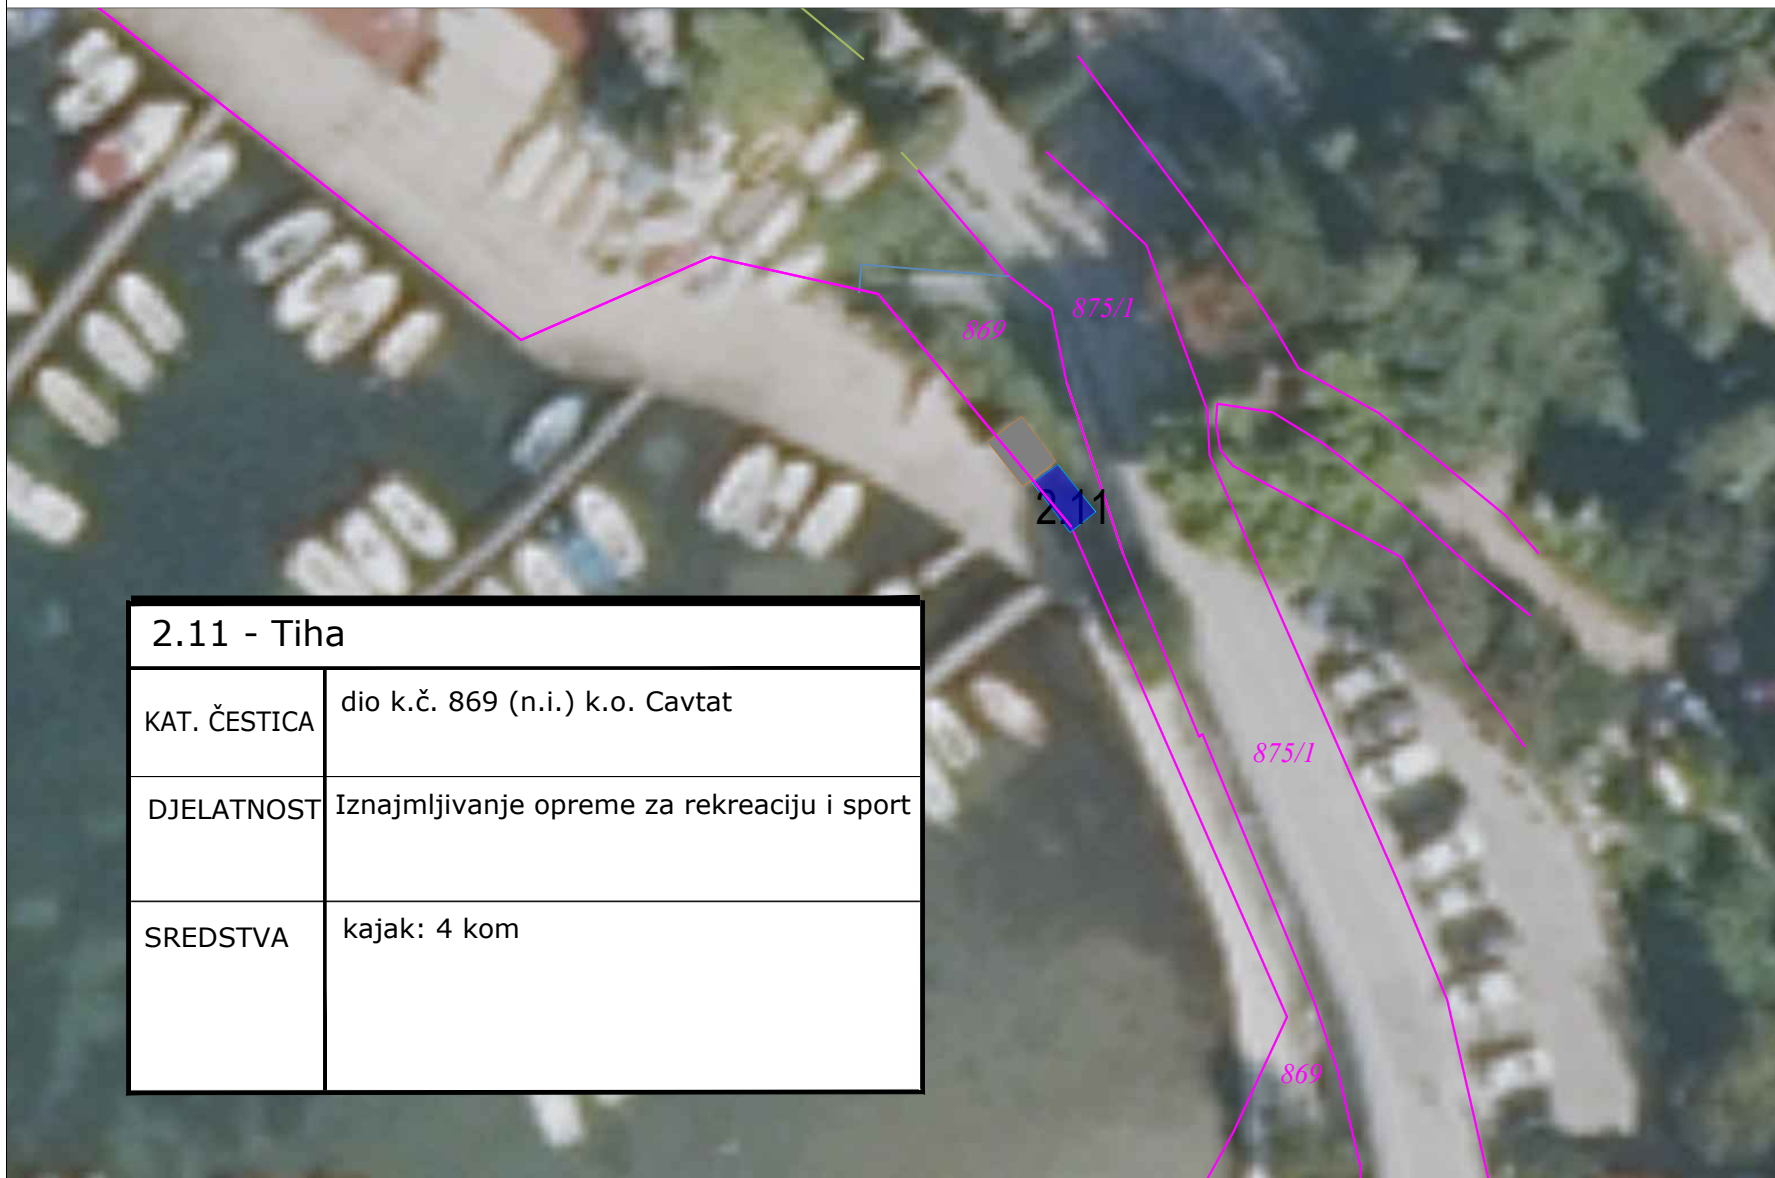 875/1
869
2.11
2.11 - Tiha
KAT. ČESTICA
dio k.č. 869 (n.i.) k.o. Cavtat
DJELATNOST
Iznajmljivanje opreme za rekreaciju i sport
SREDSTVA
kajak: 4 kom
875/1
869